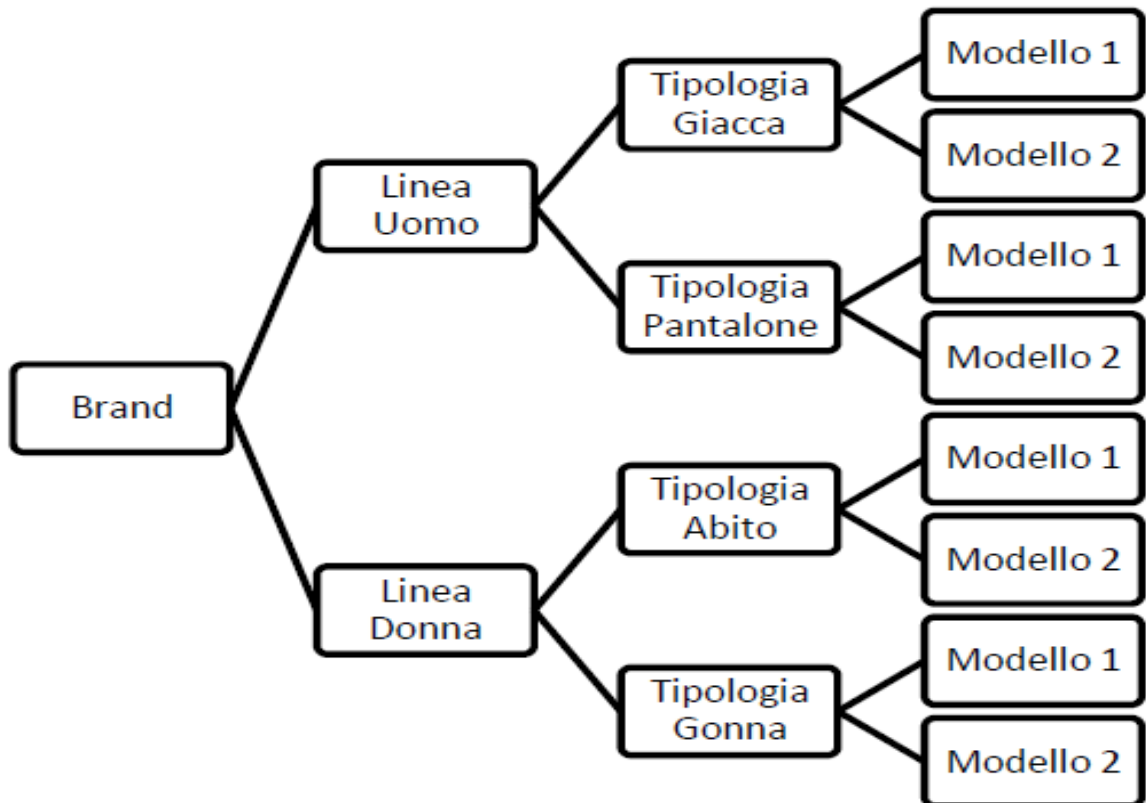 Brand
Linea
Uomo
Linea
Donna
Tipologia
Giacca
Tipologia
Pantalone
Tipologia
Abito
Tipologia
Gonna
Modello 1
Modello 2
Modello 1
Modello 2
Modello 1
Modello 2
Modello 1
Modello 2